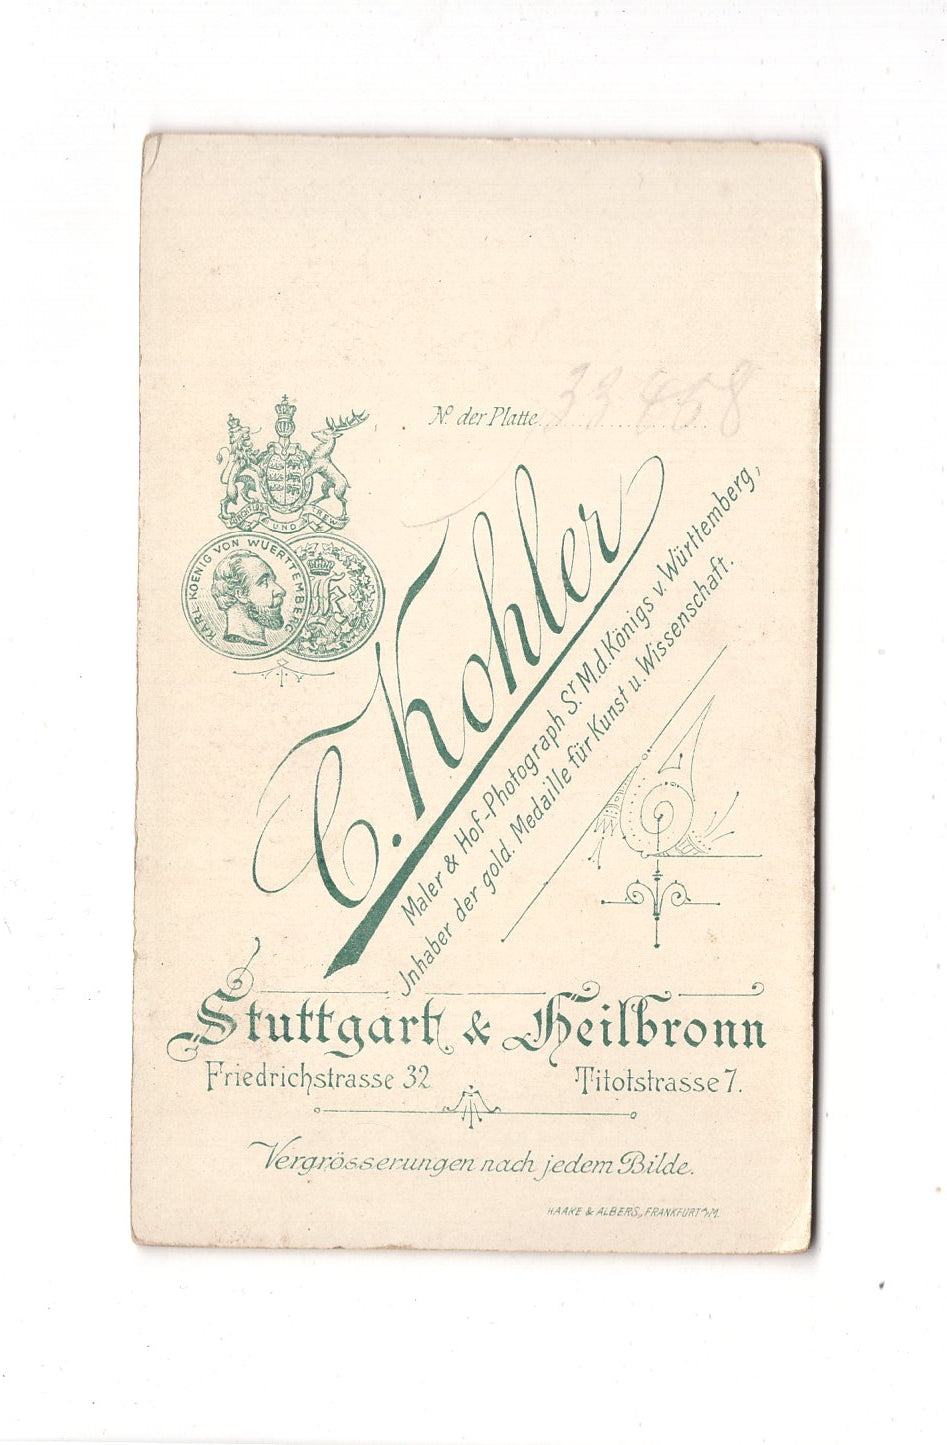 No. der Platte 33468
FURCHTLOS UND TREW
KARL KOENIG VON WUERTTEMBERG
C. Kohler
Maler & Hof-Photograph Sr. M. d. Königs v. Württemberg,
Inhaber der gold. Medaille für Kunst u. Wissenschaft.
Stuttgart & Heilbronn
Friedrichstrasse 32 Titotstrasse 7.
Vergrösserungen nach jedem Bilde.
HAAKE & ALBERS, FRANKFURT a/M.